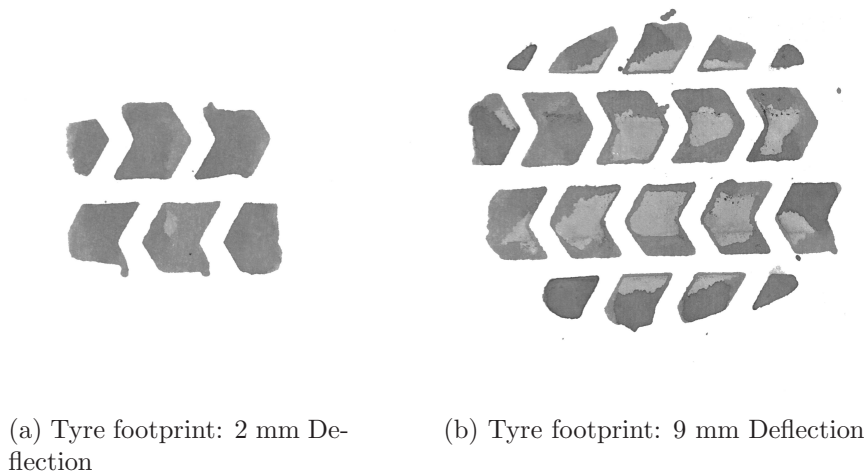 (a) Tyre footprint: 2 mm De-
flection
(b) Tyre footprint: 9 mm Deflection